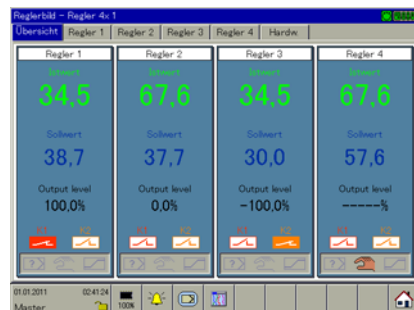 Reglerbild - Regler 4x 1
Übersicht Regler 1 Regler 2 Regler 3 Regler 4 Hardw.
Regler 1 Regler 2 Regler 3 Regler 4
Istwert Istwert Istwert Istwert
34,5 67,6 34,5 67,6
Sollwert Sollwert Sollwert Sollwert
38,7 37,7 30,0 57,6
Output level Output level Output level Output level
100,0% 0,0% -100,0% -----%
K1 K2 K1 K2 K1 K2 K1 K2
01.01.2011 02:41:24
Master 100%